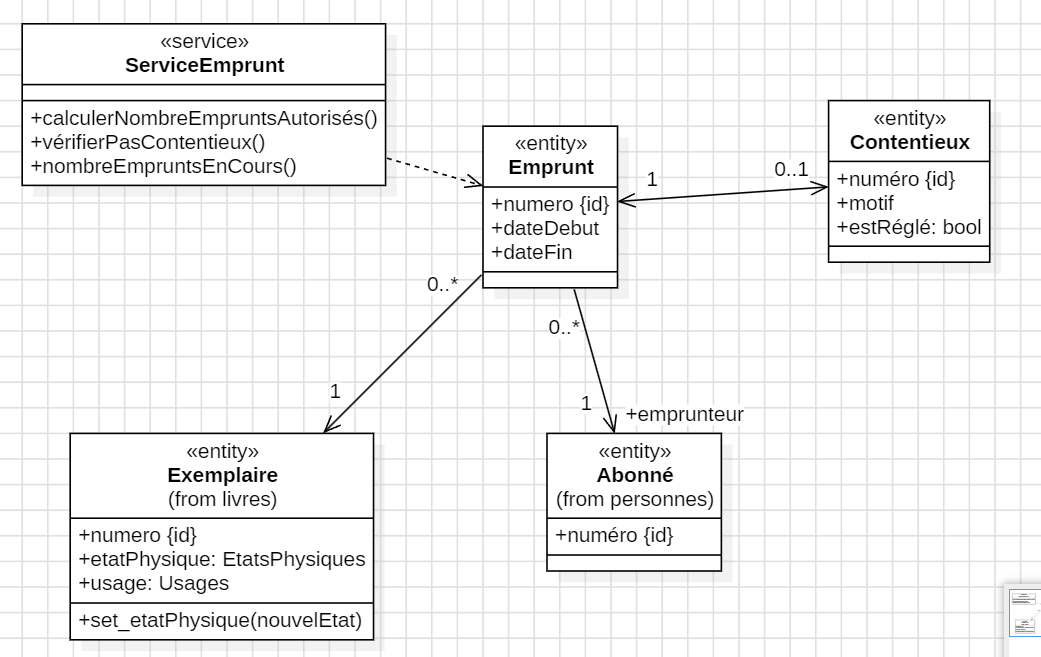 «service»
ServiceEmprunt
+calculerNombreEmpruntsAutorisés()
+vérifierPasContentieux()
+nombreEmpruntsEnCours()
«entity»
Emprunt
+numero {id}
+dateDebut
+dateFin
1
0..1
«entity»
Contentieux
+numéro {id}
+motif
+estRéglé: bool
0..*
1
0..*
1
+emprunteur
«entity»
Exemplaire
(from livres)
+numero {id}
+etatPhysique: EtatsPhysiques
+usage: Usages
+set_etatPhysique(nouvelEtat)
«entity»
Abonné
(from personnes)
+numéro {id}